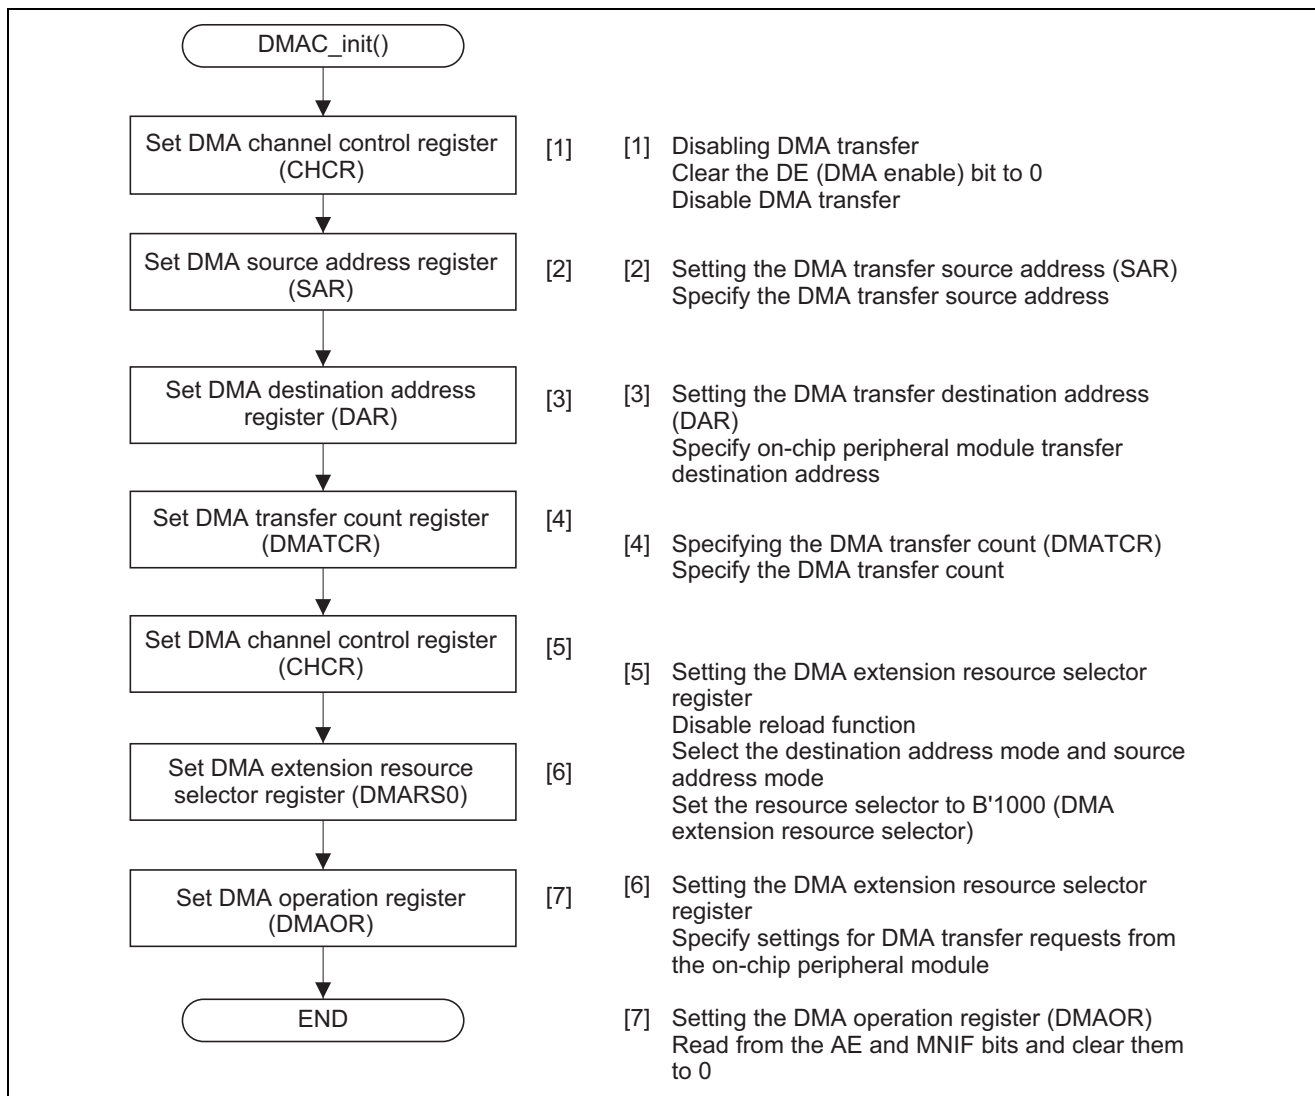 DMAC_init()
Set DMA channel control register
(CHCR)
[1]
Set DMA source address register
(SAR)
[2]
Set DMA destination address
register (DAR)
[3]
Set DMA transfer count register
(DMATCR)
[4]
Set DMA channel control register
(CHCR)
[5]
Set DMA extension resource
selector register (DMARS0)
[6]
Set DMA operation register
(DMAOR)
[7]
END
[1] Disabling DMA transfer
Clear the DE (DMA enable) bit to 0
Disable DMA transfer
[2] Setting the DMA transfer source address (SAR)
Specify the DMA transfer source address
[3] Setting the DMA transfer destination address
(DAR)
Specify on-chip peripheral module transfer
destination address
[4] Specifying the DMA transfer count (DMATCR)
Specify the DMA transfer count
[5] Setting the DMA extension resource selector
register
Disable reload function
Select the destination address mode and source
address mode
Set the resource selector to B'1000 (DMA
extension resource selector)
[6] Setting the DMA extension resource selector
register
Specify settings for DMA transfer requests from
the on-chip peripheral module
[7] Setting the DMA operation register (DMAOR)
Read from the AE and MNIF bits and clear them
to 0